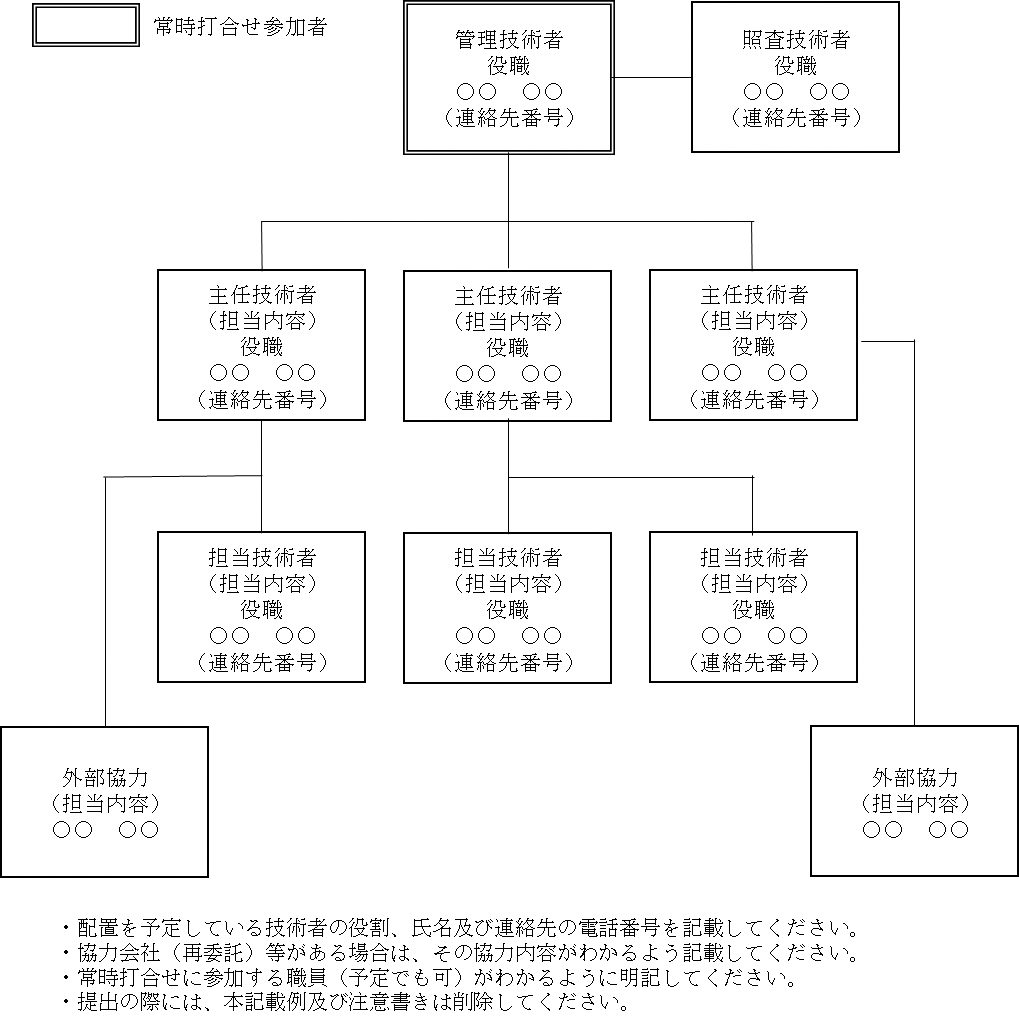 常時打合せ参加者
管理技術者
役職
○○　○○
（連絡先番号）
照査技術者
役職
○○　○○
（連絡先番号）
主任技術者
（担当内容）
役職
○○　○○
（連絡先番号）
主任技術者
（担当内容）
役職
○○　○○
（連絡先番号）
主任技術者
（担当内容）
役職
○○　○○
（連絡先番号）
担当技術者
（担当内容）
役職
○○　○○
（連絡先番号）
担当技術者
（担当内容）
役職
○○　○○
（連絡先番号）
担当技術者
（担当内容）
役職
○○　○○
（連絡先番号）
外部協力
（担当内容）
○○　○○
外部協力
（担当内容）
○○　○○
・配置を予定している技術者の役割、氏名及び連絡先の電話番号を記載してください。
・協力会社（再委託）等がある場合は、その協力内容がわかるよう記載してください。
・常時打合せに参加する職員（予定でも可）がわかるように明記してください。
・提出の際には、本記載例及び注意書きは削除してください。